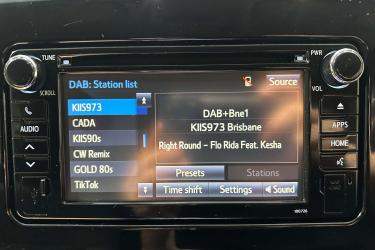 TUNE
SCROLL
AUDIO
DAB: Station list
Source
KIIS973
CADA
KIIS90s
CW Remix
GOLD 80s
TikTok
DAB+Bne1
KIIS973 Brisbane
Right Round - Flo Rida Feat. Kesha
Presets
Stations
Time shift
Settings
Sound
PWR
VOL
APPS
HOME
100726